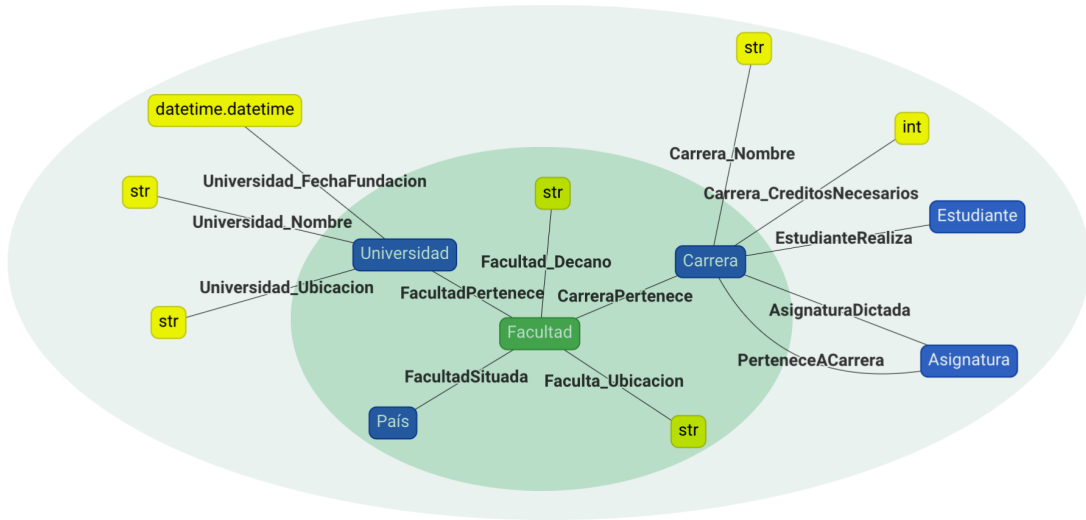 str
datetime.datetime
int
Carrera_Nombre
Universidad_FechaFundacion
str
str
Carrera_CreditosNecesarios
Universidad_Nombre
Estudiante
EstudianteRealiza
Universidad
Carrera
Facultad_Decano
Universidad_Ubicacion
FacultadPertenece
CarreraPertenece
str
AsignaturaDictada
Facultad
PerteneceACarrera
Asignatura
FacultadSituada
Faculta_Ubicacion
País
str